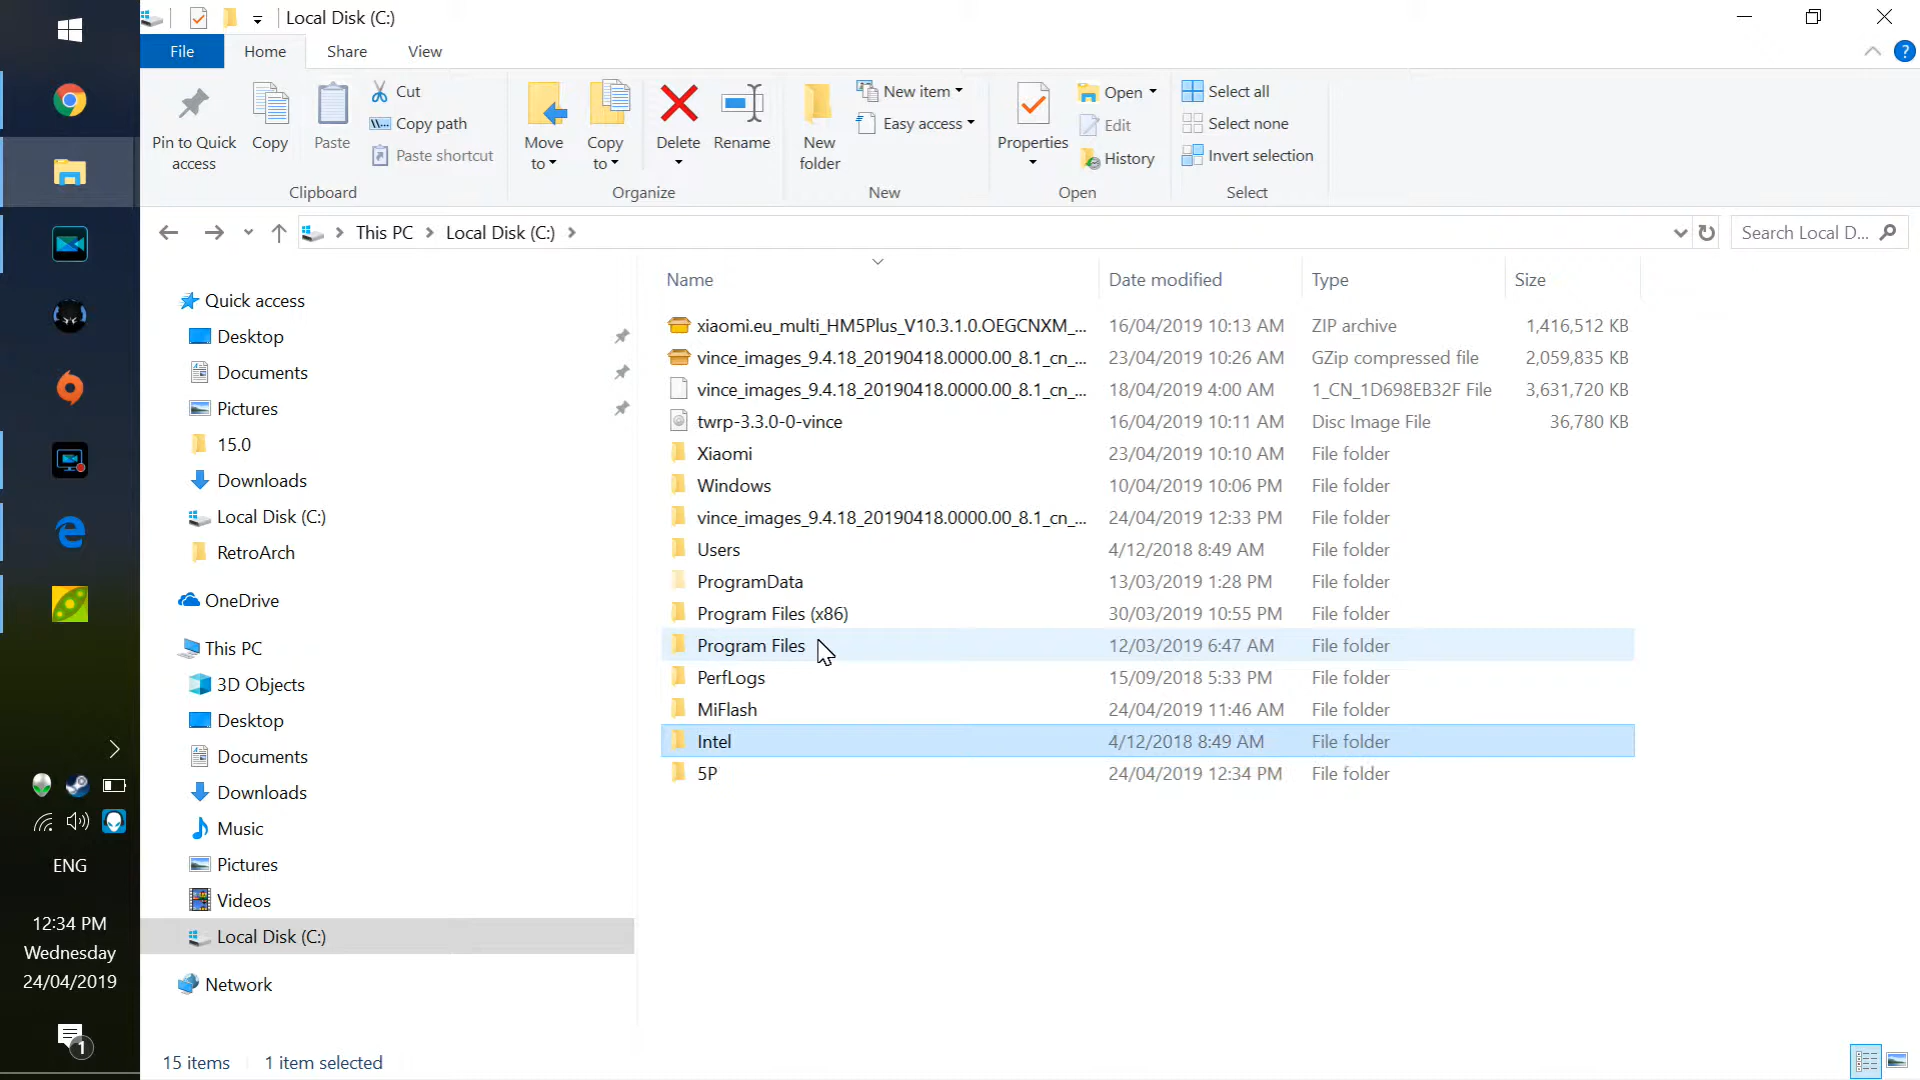 Local Disk (C:)
File
Home
Share
View
Pin to Quick
access
Copy
Paste
Cut
Copy path
Paste shortcut
Clipboard
Move
to
Copy
to
Delete
Rename
Organize
New
folder
New item
Easy access
New
Properties
Open
Edit
History
Open
Select all
Select none
Invert selection
Select
This PC
Local Disk (C:)
Search Local D...
Quick access
Desktop
Documents
Pictures
15.0
Downloads
Local Disk (C:)
RetroArch
OneDrive
This PC
3D Objects
Desktop
Documents
Downloads
Music
Pictures
Videos
Local Disk (C:)
Network
Name Date modified Type Size
xiaomi.eu_multi_HM5Plus_V10.3.1.0.OEGCNXM_... 16/04/2019 10:13 AM ZIP archive 1,416,512 KB
vince_images_9.4.18_20190418.0000.00_8.1_cn_... 23/04/2019 10:26 AM GZip compressed file 2,059,835 KB
vince_images_9.4.18_20190418.0000.00_8.1_cn_... 18/04/2019 4:00 AM 1_CN_1D698EB32F File 3,631,720 KB
twrp-3.3.0-0-vince 16/04/2019 10:11 AM Disc Image File 36,780 KB
Xiaomi 23/04/2019 10:10 AM File folder
Windows 10/04/2019 10:06 PM File folder
vince_images_9.4.18_20190418.0000.00_8.1_cn_... 24/04/2019 12:33 PM File folder
Users 4/12/2018 8:49 AM File folder
ProgramData 13/03/2019 1:28 PM File folder
Program Files (x86) 30/03/2019 10:55 PM File folder
Program Files 12/03/2019 6:47 AM File folder
PerfLogs 15/09/2018 5:33 PM File folder
MiFlash 24/04/2019 11:46 AM File folder
Intel 4/12/2018 8:49 AM File folder
5P 24/04/2019 12:34 PM File folder
ENG
12:34 PM
Wednesday
24/04/2019
1
15 items 1 item selected